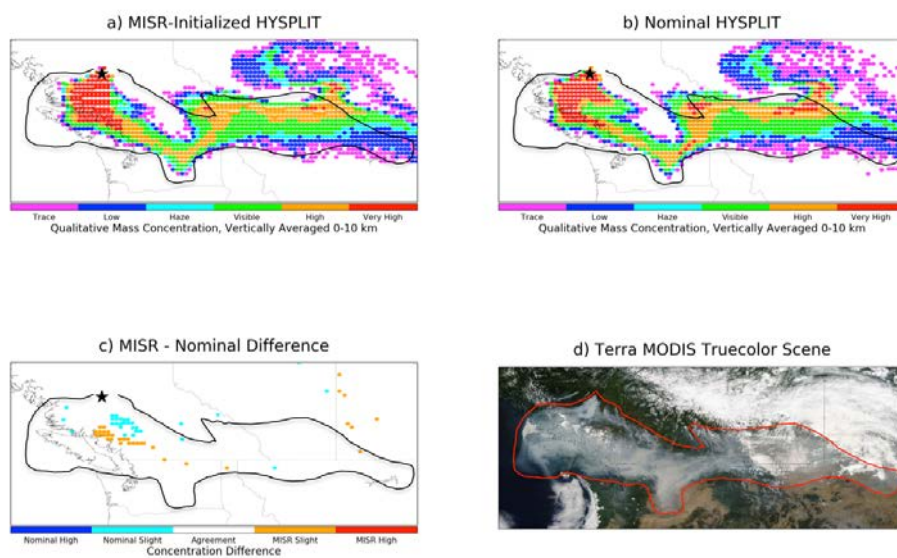 a) MISR-Initialized HYSPLIT
Trace Low Haze Visible High Very High
Qualitative Mass Concentration, Vertically Averaged 0-10 km
b) Nominal HYSPLIT
Trace Low Haze Visible High Very High
Qualitative Mass Concentration, Vertically Averaged 0-10 km
c) MISR - Nominal Difference
Nominal High Nominal Slight Agreement MISR Slight MISR High
Concentration Difference
d) Terra MODIS Truecolor Scene